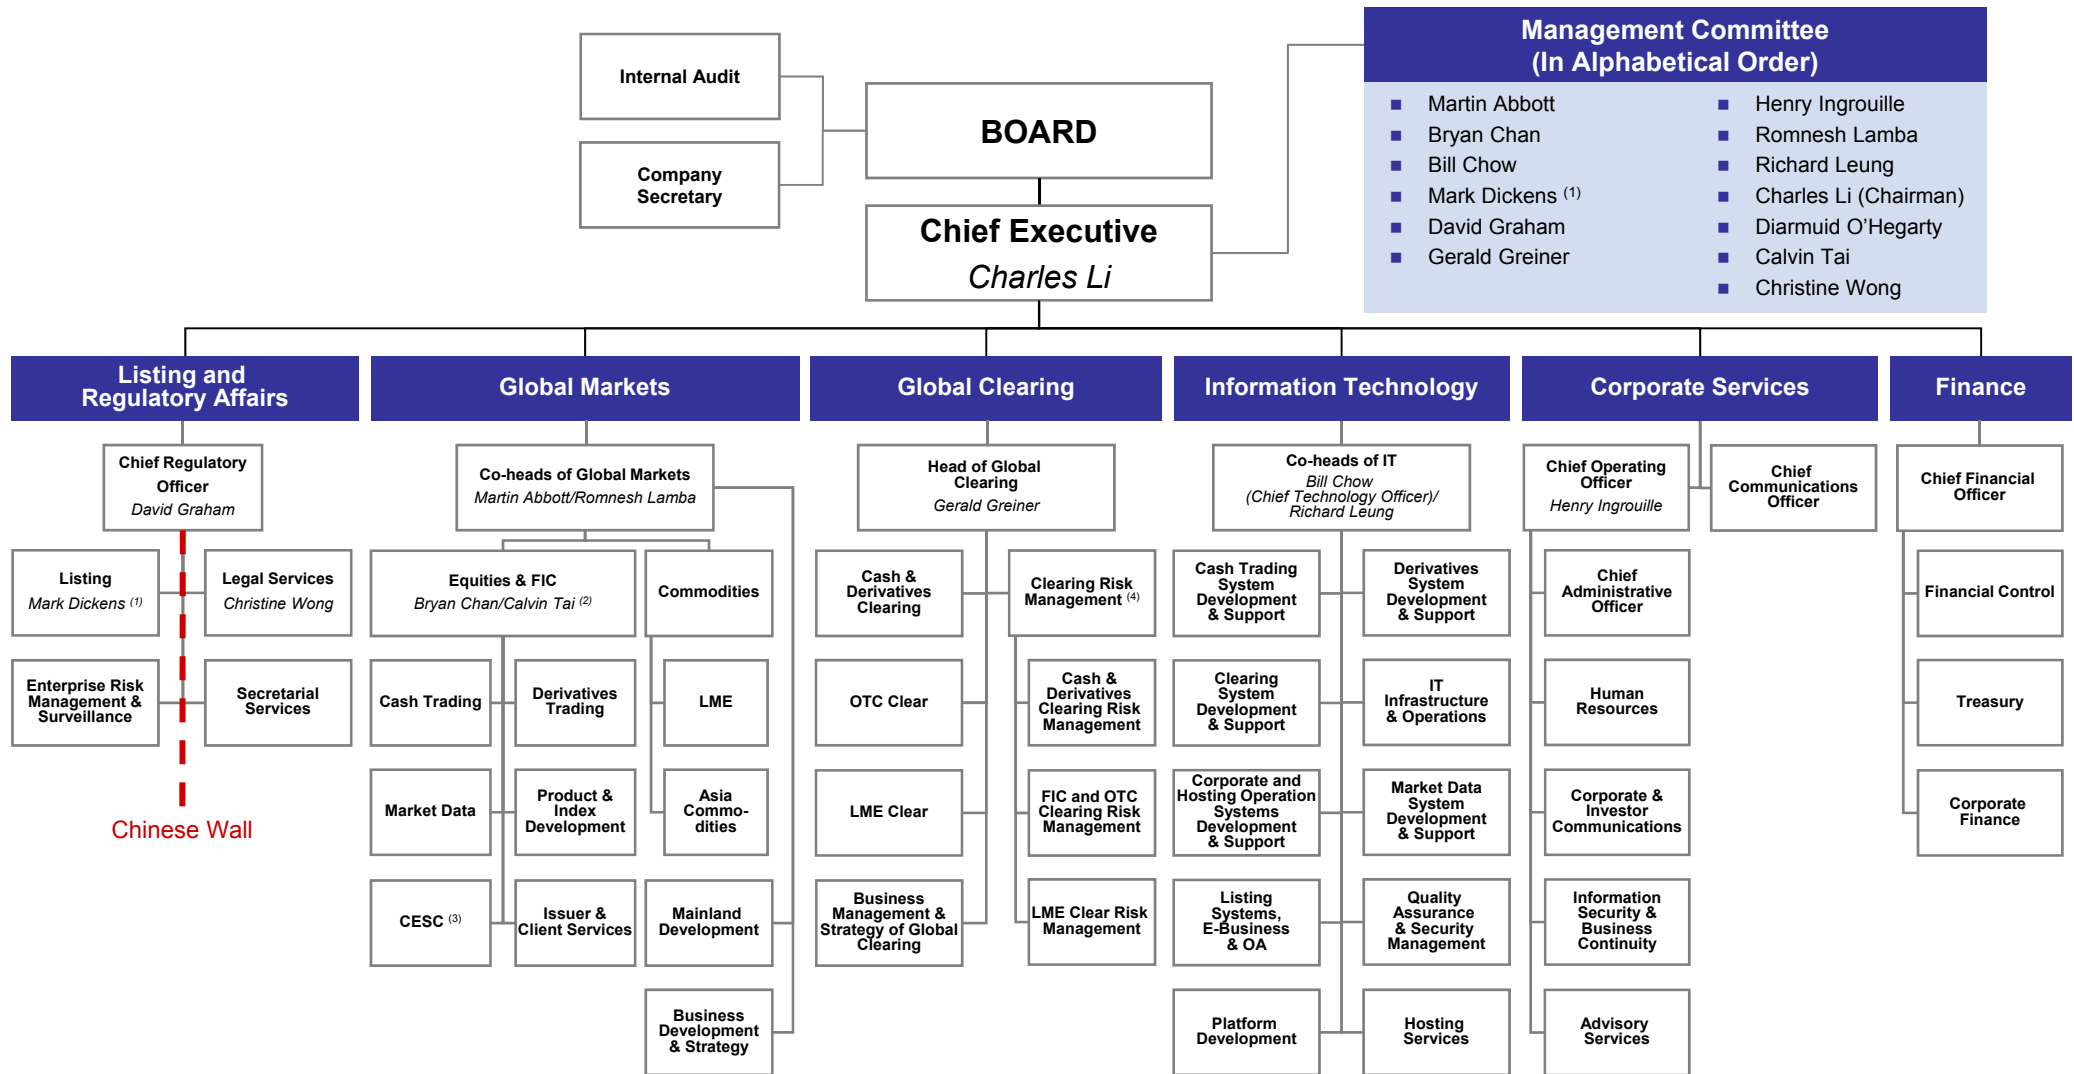 Internal Audit
Company
Secretary
BOARD
Chief Executive
Charles Li
Management Committee
(In Alphabetical Order)
Martin Abbott
Bryan Chan
Bill Chow
Mark Dickens (1)
David Graham
Gerald Greiner
Henry Ingrouille
Romnesh Lamba
Richard Leung
Charles Li (Chairman)
Diarmuid O'Hegarty
Calvin Tai
Christine Wong
Listing and
Regulatory Affairs
Chief Regulatory
Officer
David Graham
Listing
Mark Dickens (1)
Legal Services
Christine Wong
Enterprise Risk
Management &
Surveillance
Secretarial
Services
Chinese Wall
Global Markets
Co-heads of Global Markets
Martin Abbott/Romnesh Lamba
Equities & FIC
Bryan Chan/Calvin Tai (2)
Commodities
Cash Trading
Derivatives
Trading
LME
Market Data
Product &
Index
Development
Asia
Commo-
dities
CESC (3)
Issuer &
Client Services
Mainland
Development
Business
Development
& Strategy
Global Clearing
Head of Global
Clearing
Gerald Greiner
Cash &
Derivatives
Clearing
Clearing Risk
Management (4)
OTC Clear
Cash &
Derivatives
Clearing Risk
Management
LME Clear
FIC and OTC
Clearing Risk
Management
Business
Management &
Strategy of Global
Clearing
LME Clear Risk
Management
Information Technology
Co-heads of IT
Bill Chow
(Chief Technology Officer)/
Richard Leung
Cash Trading
System
Development
& Support
Derivatives
System
Development
& Support
Clearing
System
Development
& Support
IT
Infrastructure
& Operations
Corporate and
Hosting Operation
Systems
Development
& Support
Market Data
System
Development
& Support
Listing
Systems,
E-Business
& OA
Quality
Assurance
& Security
Management
Platform
Development
Hosting
Services
Corporate Services
Chief Operating
Officer
Henry Ingrouille
Chief
Communications
Officer
Chief
Administrative
Officer
Human
Resources
Corporate &
Investor
Communications
Information
Security &
Business
Continuity
Advisory
Services
Finance
Chief Financial
Officer
Financial Control
Treasury
Corporate
Finance